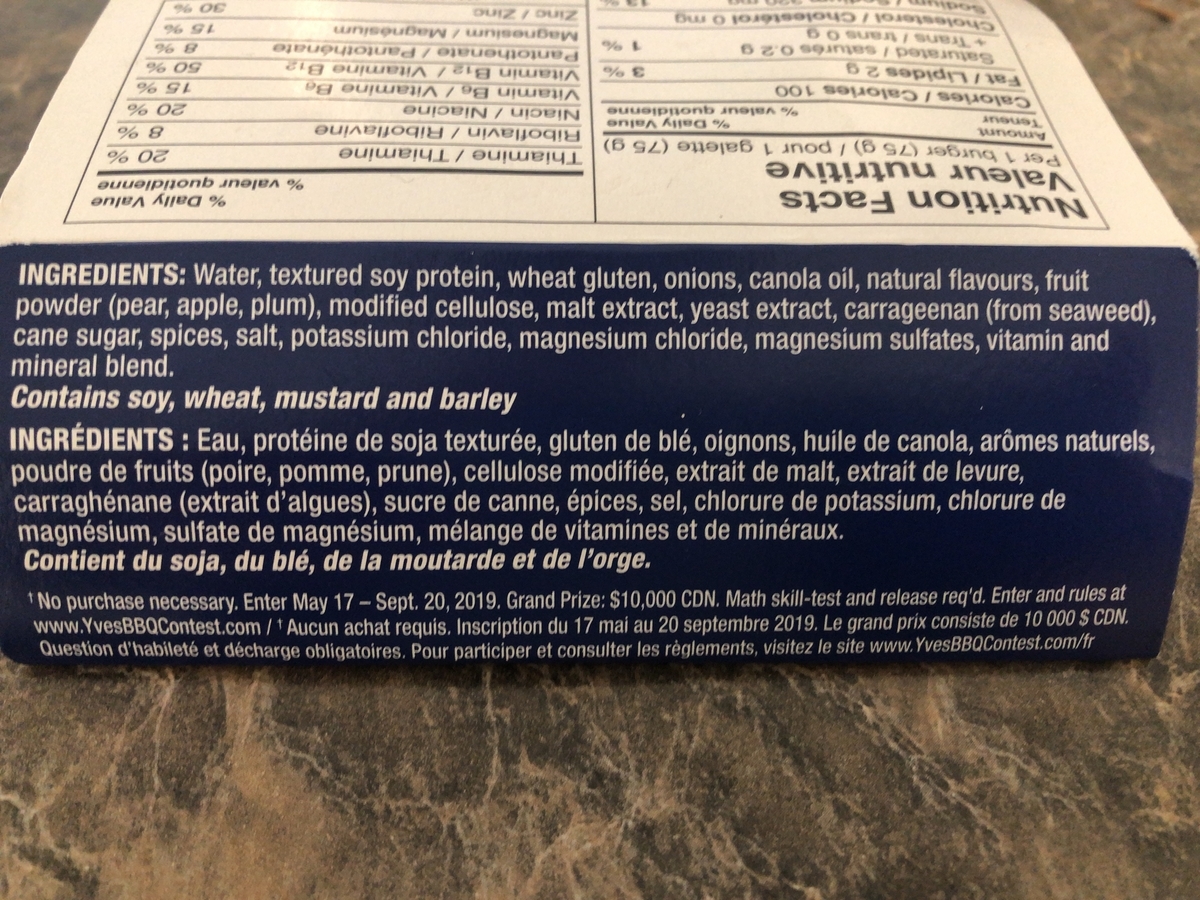 Nutrition Facts
Valeur nutritive
Per 1 burger (75 g) / pour 1 galette (75 g)
Amount
Teneur
% Daily Value
% valeur quotidienne
Calories / Calories 100
Fat / Lipides 2 g 3 %
Saturated / saturés 0.2 g
+ Trans / trans 0 g 1 %
Cholesterol / Cholestérol 0 mg
Sodium / Sodium 320 mg 13 %
% Daily Value
% valeur quotidienne
Thiamine / Thiamine 20 %
Riboflavin / Riboflavine 8 %
Niacin / Niacine 20 %
Vitamin B6 / Vitamine B6 15 %
Vitamin B12 / Vitamine B12 50 %
Pantothenate / Pantothénate 8 %
Magnesium / Magnésium 15 %
Zinc / Zinc 30 %
INGREDIENTS: Water, textured soy protein, wheat gluten, onions, canola oil, natural flavours, fruit
powder (pear, apple, plum), modified cellulose, malt extract, yeast extract, carrageenan (from seaweed),
cane sugar, spices, salt, potassium chloride, magnesium chloride, magnesium sulfates, vitamin and
mineral blend.
Contains soy, wheat, mustard and barley
INGRÉDIENTS : Eau, protéine de soja texturée, gluten de blé, oignons, huile de canola, arômes naturels,
poudre de fruits (poire, pomme, prune), cellulose modifiée, extrait de malt, extrait de levure,
carraghénane (extrait d'algues), sucre de canne, épices, sel, chlorure de potassium, chlorure de
magnésium, sulfate de magnésium, mélange de vitamines et de minéraux.
Contient du soja, du blé, de la moutarde et de l'orge.
† No purchase necessary. Enter May 17 – Sept. 20, 2019. Grand Prize: $10,000 CDN. Math skill-test and release req'd. Enter and rules at
www.YvesBBQContest.com / † Aucun achat requis. Inscription du 17 mai au 20 septembre 2019. Le grand prix consiste de 10 000 $ CDN.
Question d'habileté et décharge obligatoires. Pour participer et consulter les règlements, visitez le site www.YvesBBQContest.com/fr